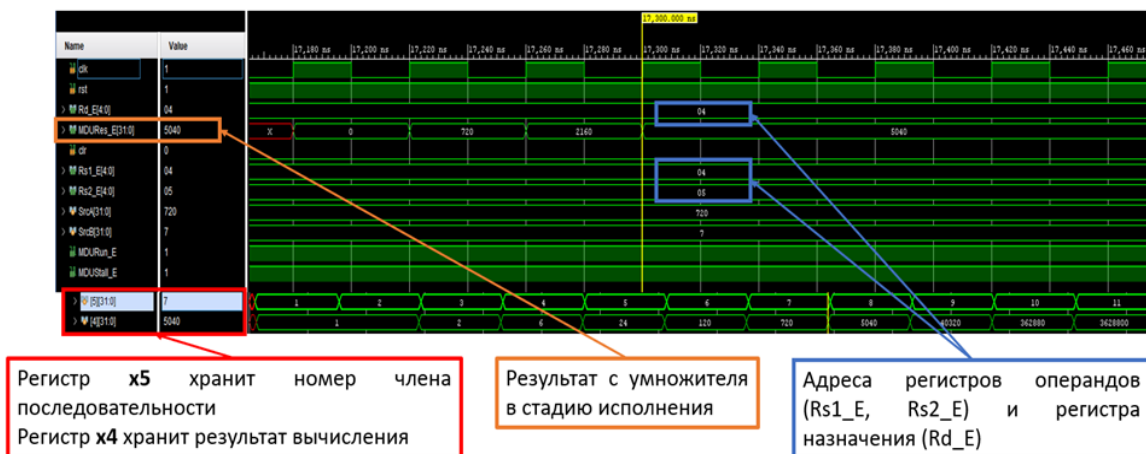 17,300.000 ns
Name Value
17,180 ns 17,200 ns 17,220 ns 17,240 ns 17,260 ns 17,280 ns 17,300 ns 17,320 ns 17,340 ns 17,360 ns 17,380 ns 17,400 ns 17,420 ns 17,440 ns 17,460 ns
clk 1
rst 1
Rd_E[4:0] 04 04
MDURes_E[31:0] 5040 X 0 720 2160 5040
clr 0
Rs1_E[4:0] 04 04
Rs2_E[4:0] 05 05
SrcA[31:0] 720 720
SrcB[31:0] 7 7
MDURun_E 1
MDUStall_E 1
[5][31:0] 7 1 2 3 4 5 6 7 8 9 10 11
[4][31:0] 5040 1 2 6 24 120 720 5040 40320 362880 3628800
Регистр x5 хранит номер члена
последовательности
Регистр x4 хранит результат вычисления
Результат с умножителя
в стадию исполнения
Адреса регистров операндов
(Rs1_E, Rs2_E) и регистра
назначения (Rd_E)